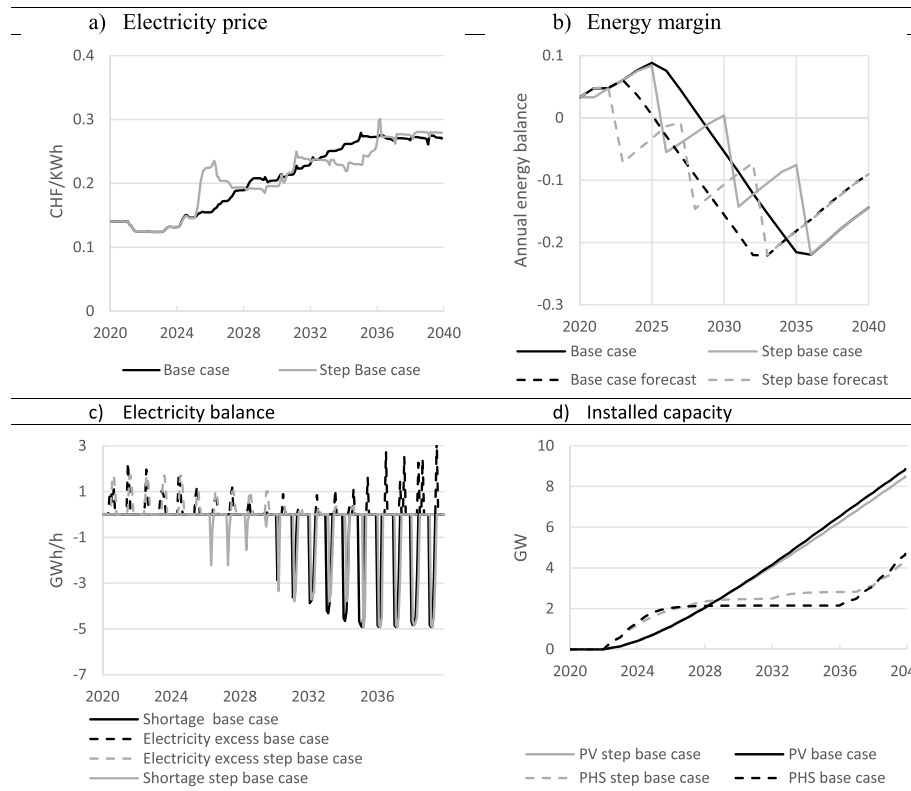 a) Electricity price
b) Energy margin
0.4
0.3
0.2
0.1
0
CHF/KWh
2020 2024 2028 2032 2036 2040
Base case Step Base case
0.1
0
-0.1
-0.2
-0.3
Annual energy balance
2020 2025 2030 2035 2040
Base case Step base case
Base case forecast Step base forecast
c) Electricity balance
d) Installed capacity
3
1
-1
-3
-5
-7
GWh/h
2020 2024 2028 2032 2036
Shortage base case
Electricity excess base case
Electricity excess step base case
Shortage step base case
10
8
6
4
2
0
GW
2020 2024 2028 2032 2036 204
PV step base case PV base case
PHS step base case PHS base case